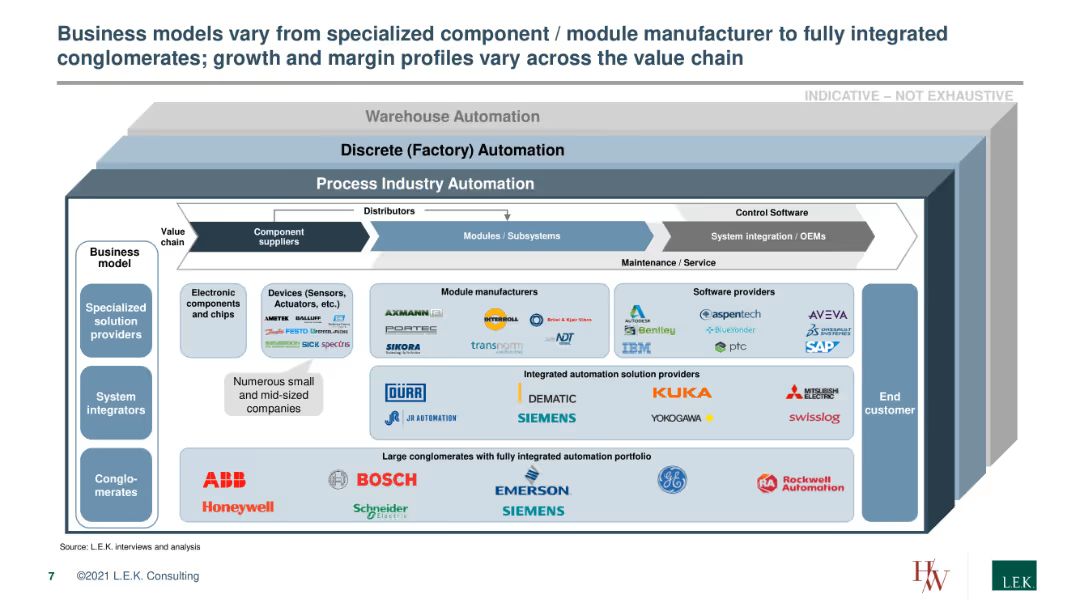 Business models vary from specialized component / module manufacturer to fully integrated
conglomerates; growth and margin profiles vary across the value chain
INDICATIVE – NOT EXHAUSTIVE
Warehouse Automation
Discrete (Factory) Automation
Process Industry Automation
Distributors
Control Software
Value
chain
Component
suppliers
Modules / Subsystems
System integration / OEMs
Maintenance / Service
Business
model
Specialized
solution
providers
Electronic
components
and chips
Devices (Sensors,
Actuators, etc.)
AMETEK BALLUFF
Danfoss FESTO
SICK spectris
Module manufacturers
AXMANN INTERROLL Brüel & Kjær Vibro
PORTEC NDT
SIKORA transnorm
Software providers
AUTODESK aspentech AVEVA
Bentley BlueYonder DASSAULT SYSTEMES
IBM ptc SAP
Numerous small
and mid-sized
companies
System
integrators
Integrated automation solution providers
DÜRR DEMATIC KUKA MITSUBISHI ELECTRIC
JR AUTOMATION SIEMENS YOKOGAWA swisslog
End
customer
Conglo-
merates
Large conglomerates with fully integrated automation portfolio
ABB BOSCH EMERSON GE Rockwell Automation
Honeywell Schneider Electric SIEMENS
Source: L.E.K. interviews and analysis
7 ©2021 L.E.K. Consulting
HW L.E.K.